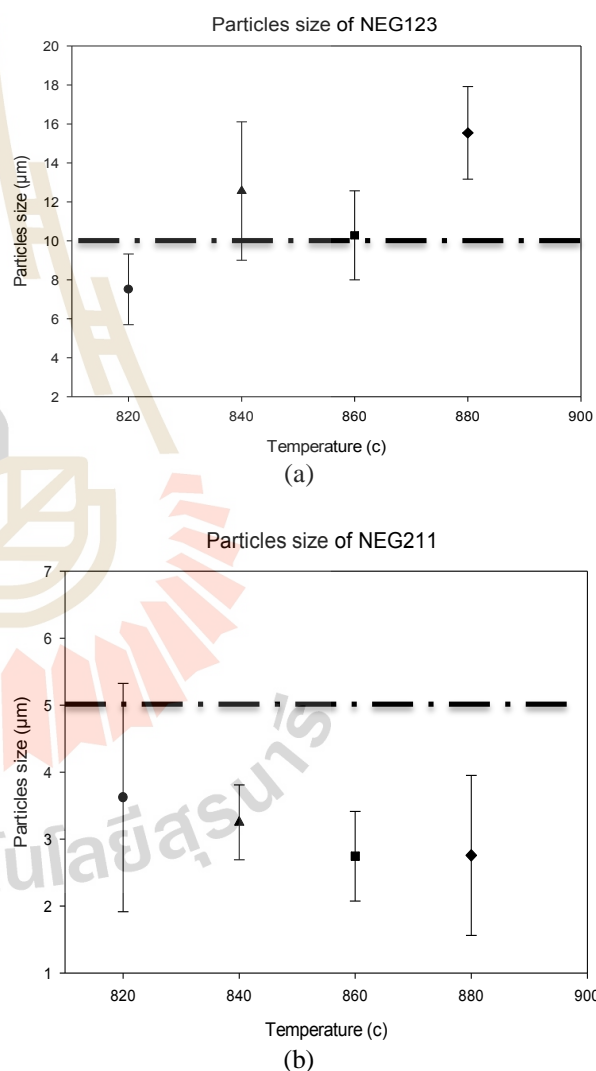 Particles size of NEG123
20
18
16
14
12
10
8
6
4
2
Particles size (μm)
820 840 860 880 900
Temperature (c)
(a)
Particles size of NEG211
7
6
5
4
3
2
1
Particles size (μm)
820 840 860 880 900
Temperature (c)
(b)